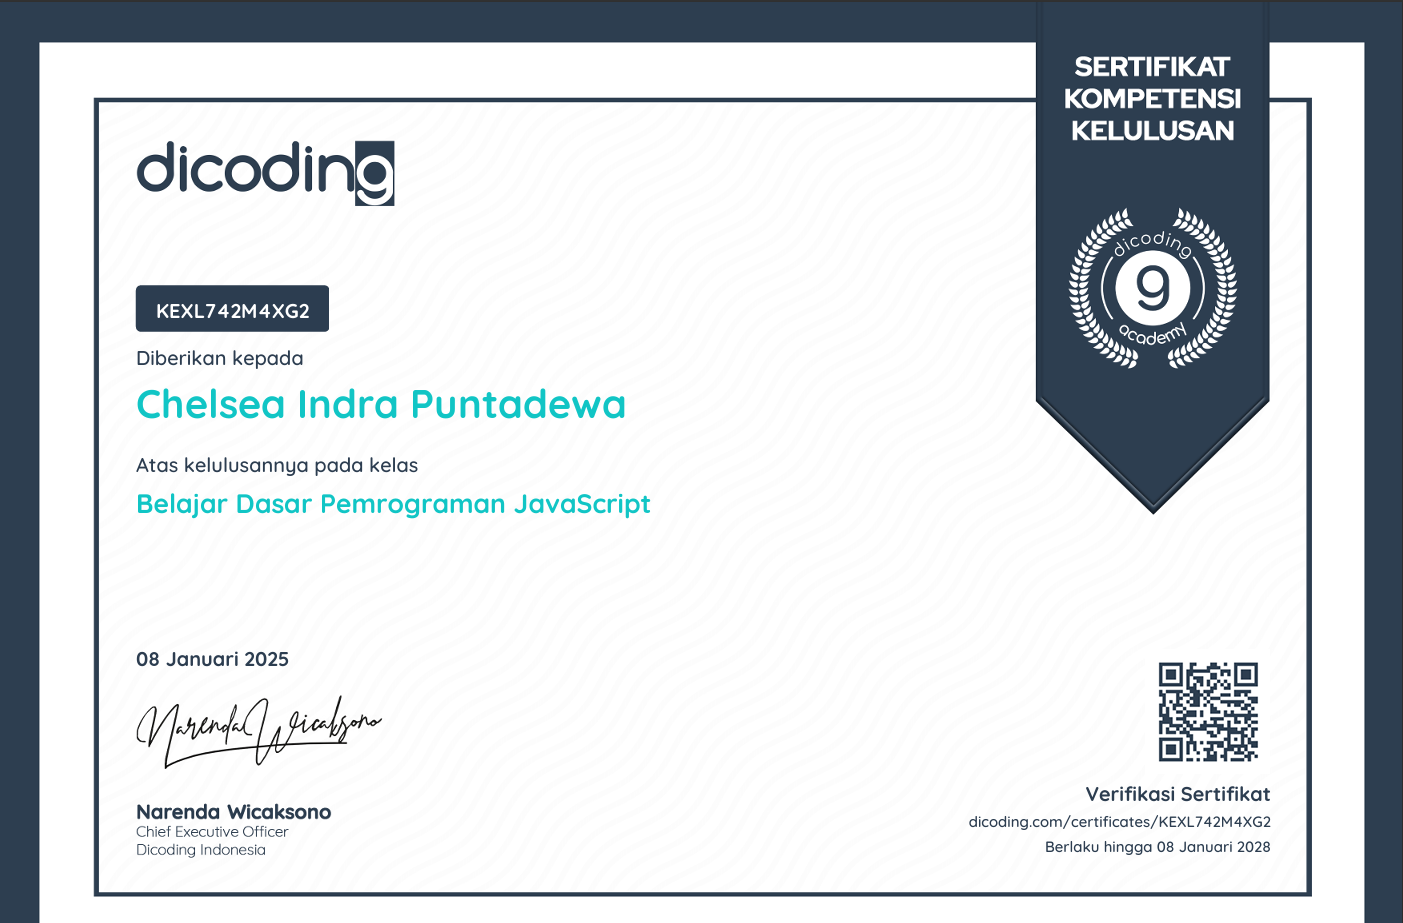 SERTIFIKAT
KOMPETENSI
KELULUSAN
dicoding
dicoding
g
academy
KEXL742M4XG2
Diberikan kepada
Chelsea Indra Puntadewa
Atas kelulusannya pada kelas
Belajar Dasar Pemrograman JavaScript
08 Januari 2025
Narenda Wicaksono
Narenda Wicaksono
Chief Executive Officer
Dicoding Indonesia
Verifikasi Sertifikat
dicoding.com/certificates/KEXL742M4XG2
Berlaku hingga 08 Januari 2028